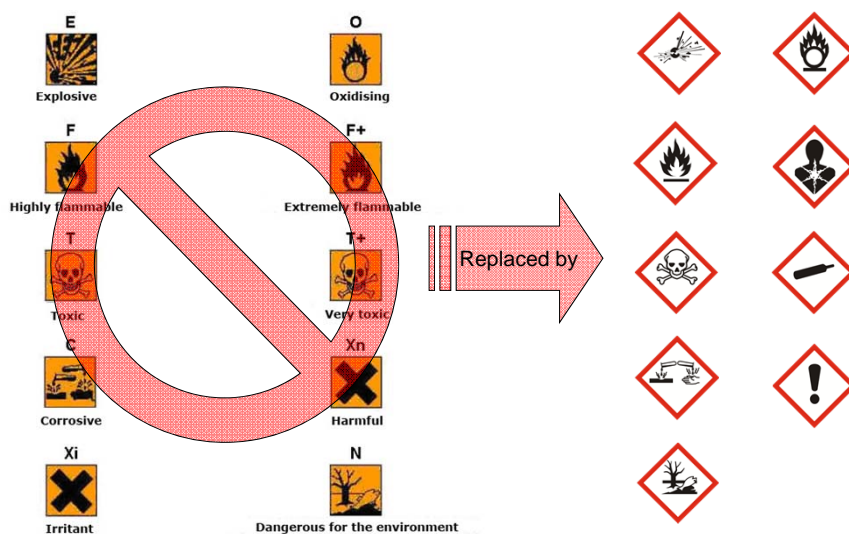 E
Explosive
O
Oxidising
F
Highly flammable
F+
Extremely flammable
T
Toxic
T+
Very toxic
Replaced by
C
Corrosive
Xn
Harmful
Xi
Irritant
N
Dangerous for the environment